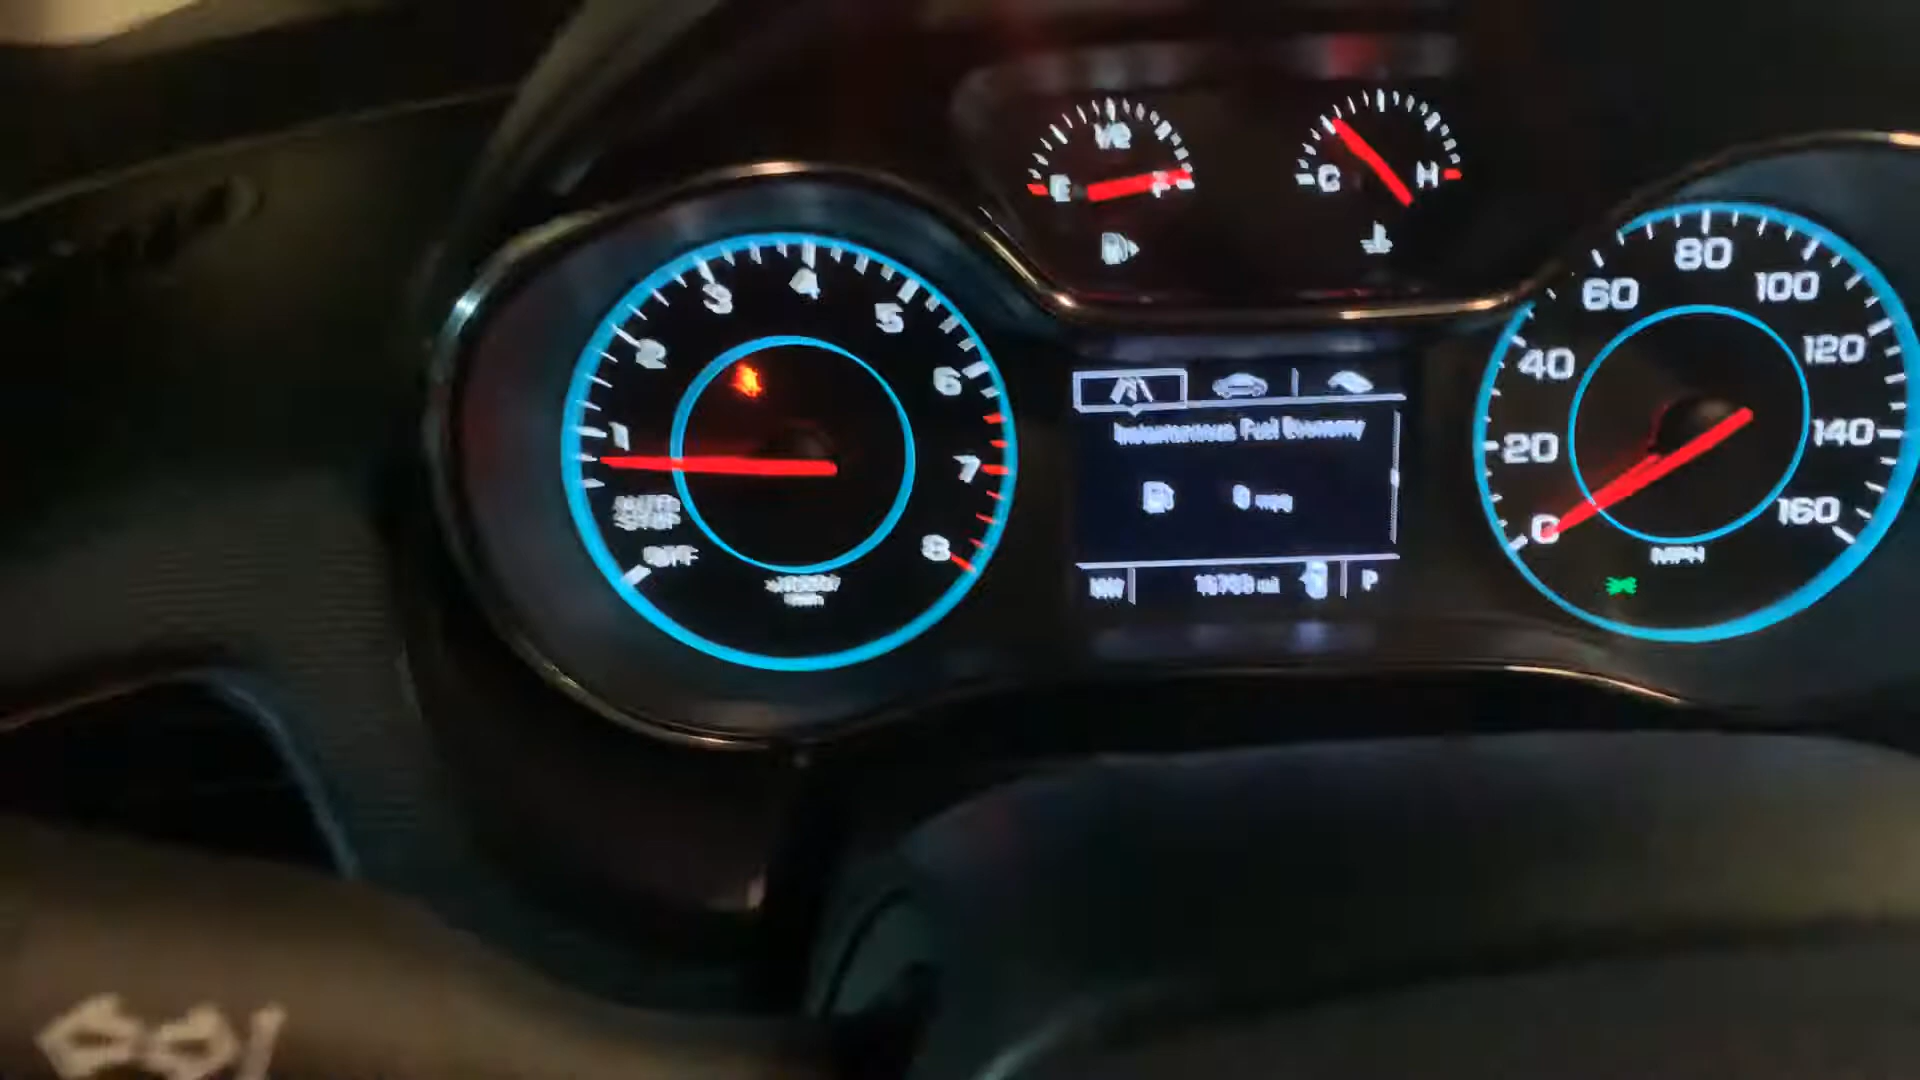 1/2
E F
C H
1 2 3 4 5 6 7 8
AUTO
STOP
OFF
Instantaneous Fuel Economy
0 mpg
NW
P
0 20 40 60 80 100 120 140 160
MPH